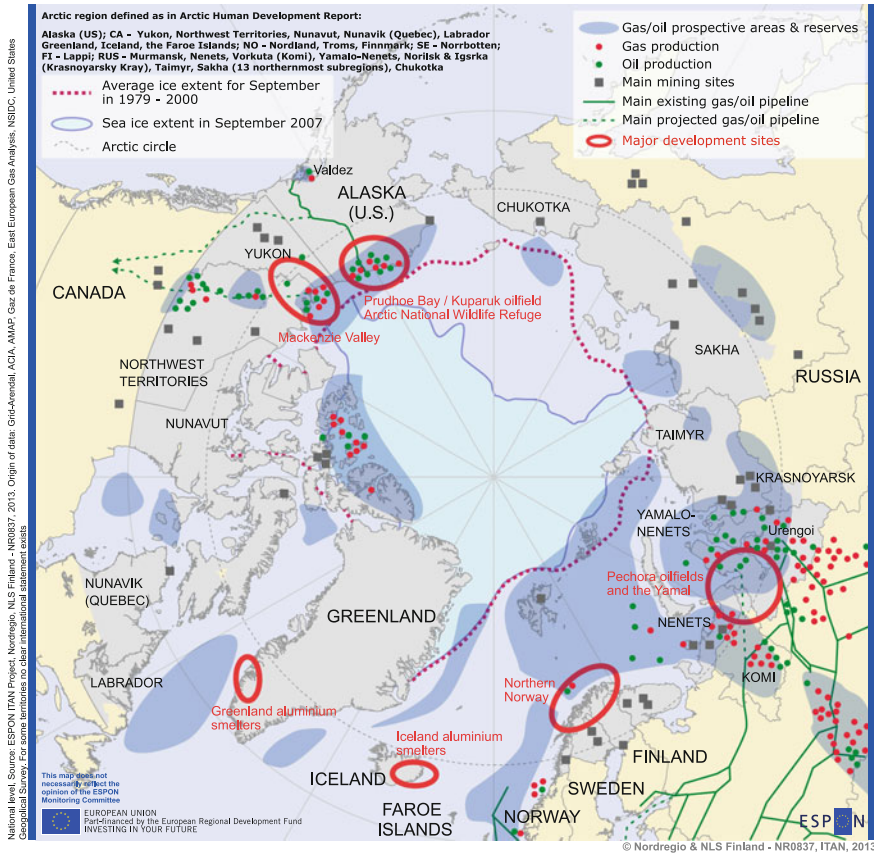 Arctic region defined as in Arctic Human Development Report:
Alaska (US); CA - Yukon, Northwest Territories, Nunavut, Nunavik (Quebec), Labrador
Greenland, Iceland, the Faroe Islands; NO - Nordland, Troms, Finnmark; SE - Norrbotten;
FI - Lappi; RUS - Murmansk, Nenets, Vorkuta (Komi), Yamalo-Nenets, Norilsk & Igsrka
(Krasnoyarsky Kray), Taimyr, Sakha (13 northernmost subregions), Chukotka
Average ice extent for September
in 1979 - 2000
Sea ice extent in September 2007
Arctic circle
Gas/oil prospective areas & reserves
Gas production
Oil production
Main mining sites
Main existing gas/oil pipeline
Main projected gas/oil pipeline
Major development sites
Valdez
ALASKA
(U.S.)
CHUKOTKA
YUKON
CANADA
Prudhoe Bay / Kuparuk oilfield
Arctic National Wildlife Refuge
Mackenzie Valley
NORTHWEST
TERRITORIES
SAKHA
RUSSIA
NUNAVUT
TAIMYR
KRASNOYARSK
YAMALO-
NENETS
Urengoi
Pechora oilfields
and the Yamal
NUNAVIK
(QUEBEC)
GREENLAND
NENETS
KOMI
LABRADOR
Greenland aluminium
smelters
Northern
Norway
Iceland aluminium
smelters
ICELAND
FAROE
ISLANDS
FINLAND
SWEDEN
NORWAY
This map does not
necessarily reflect the
opinion of the ESPON
Monitoring Committee
EUROPEAN UNION
Part-financed by the European Regional Development Fund
INVESTING IN YOUR FUTURE
ESPON
© Nordregio & NLS Finland - NR0837, ITAN, 2013
National level, Source: ESPON ITAN Project, Nordregio, NLS Finland - NR0837, 2013, Origin of data: Grid-Arendal, ACIA, AMAP, Gaz de France, East European Gas Analysis, NSIDC, United States
Geogolical Survey. For some territories no clear international statement exists